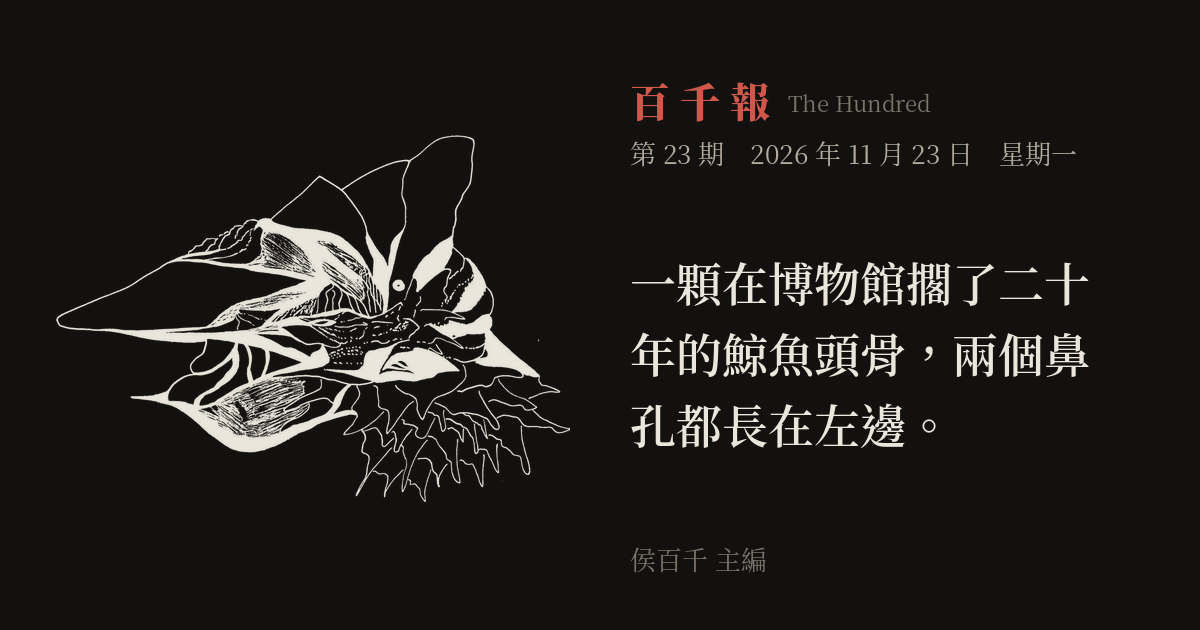 百千報 The Hundred
第 23 期 2026 年 11 月 23 日 星期一
一顆在博物館擱了二十
年的鯨魚頭骨，兩個鼻
孔都長在左邊。
侯百千 主編